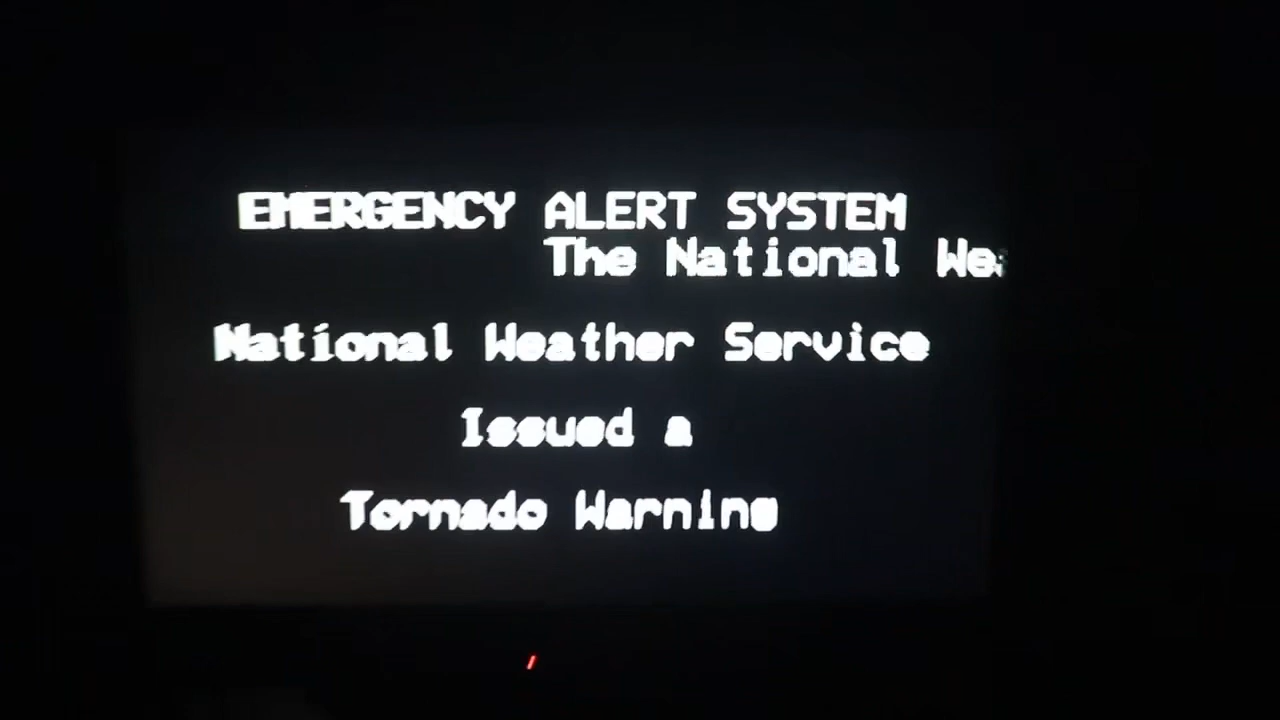 EMERGENCY ALERT SYSTEM
The National
National Weather Service
Issued a
Tornado Warning